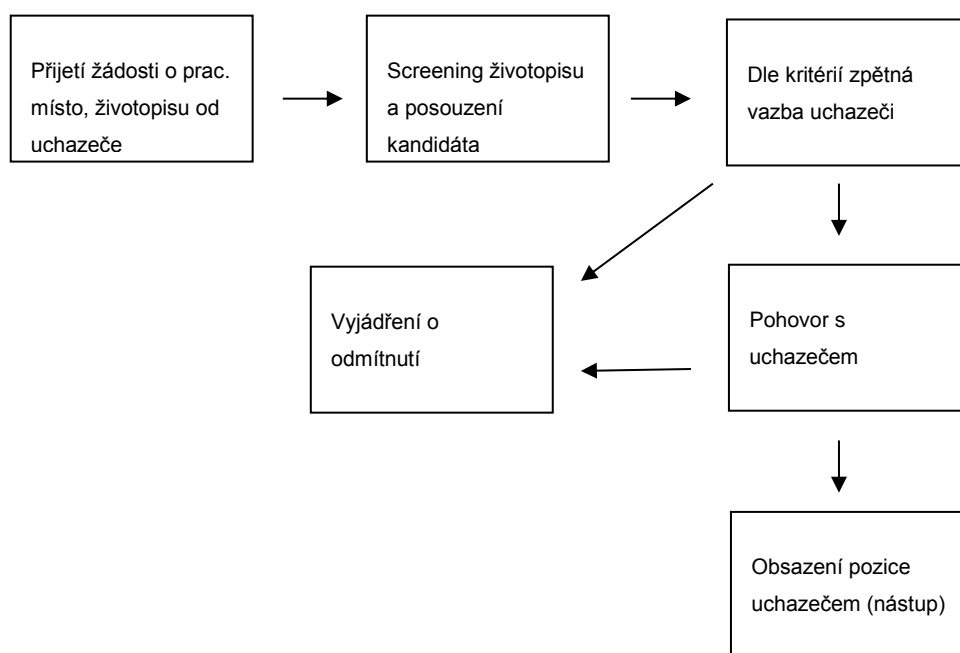 Přijetí žádosti o prac.
místo, životopisu od
uchazeče
Screening životopisu
a posouzení
kandidáta
Dle kritérií zpětná
vazba uchazeči
Vyjádření o
odmítnutí
Pohovor s
uchazečem
Obsazení pozice
uchazečem (nástup)